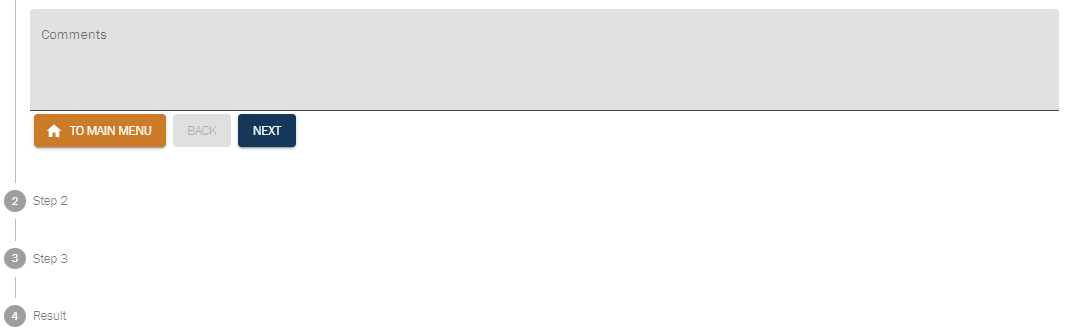 Comments
TO MAIN MENU BACK NEXT
2 Step 2
3 Step 3
4 Result